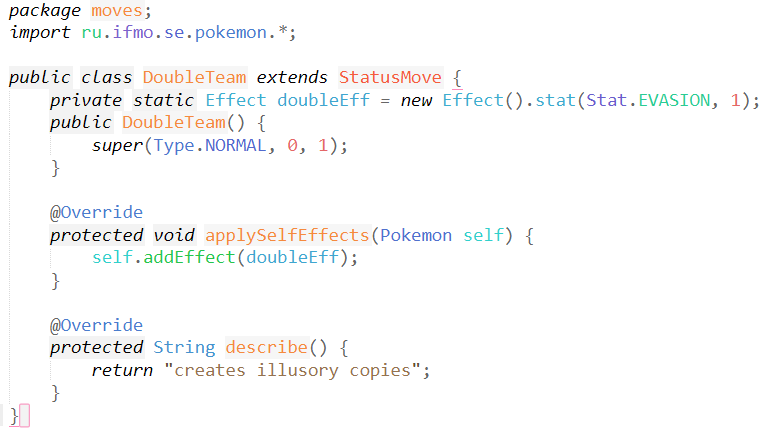 package moves;
import ru.ifmo.se.pokemon.*;

public class DoubleTeam extends StatusMove {
    private static Effect doubleEff = new Effect().stat(Stat.EVASION, 1);
    public DoubleTeam() {
        super(Type.NORMAL, 0, 1);
    }

    @Override
    protected void applySelfEffects(Pokemon self) {
        self.addEffect(doubleEff);
    }

    @Override
    protected String describe() {
        return "creates illusory copies";
    }
}